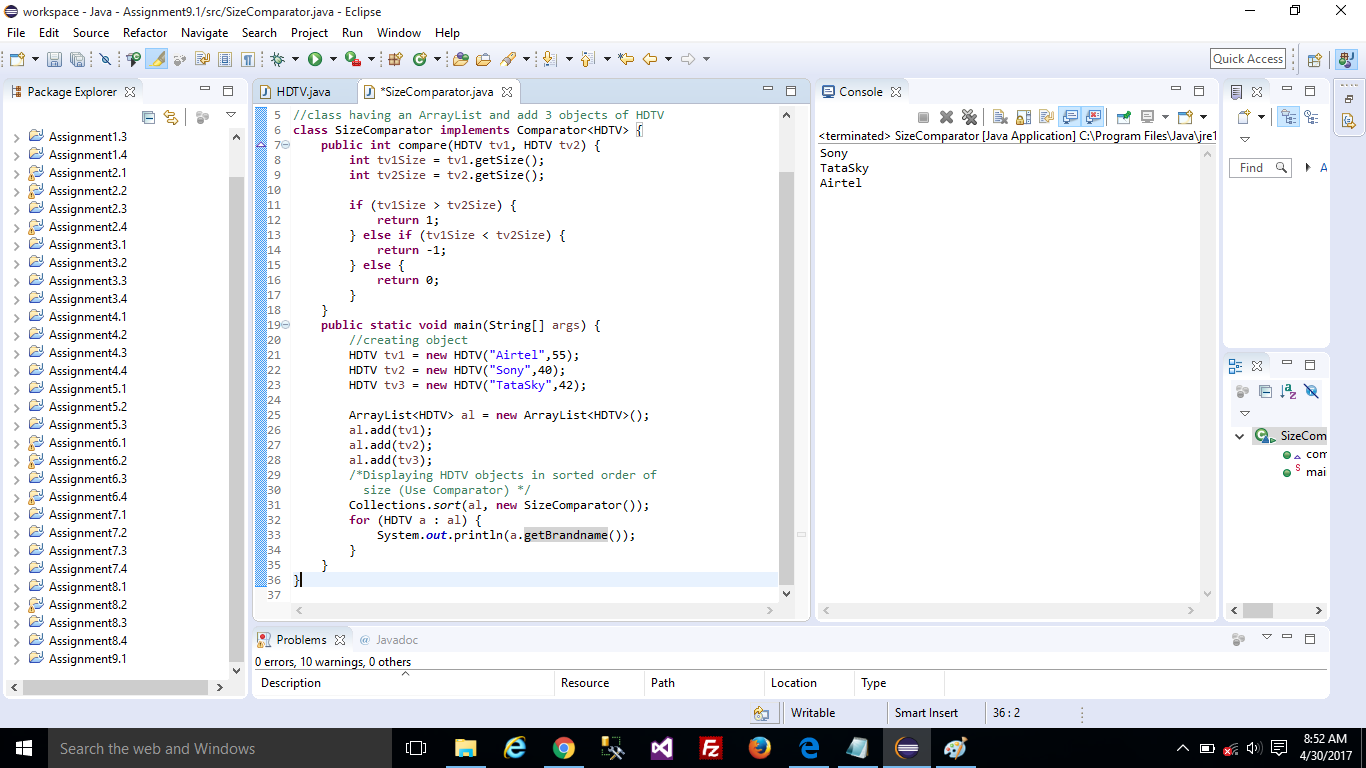 workspace - Java - Assignment9.1/src/SizeComparator.java - Eclipse
File Edit Source Refactor Navigate Search Project Run Window Help
Quick Access
Package Explorer
Assignment1.3
Assignment1.4
Assignment2.1
Assignment2.2
Assignment2.3
Assignment2.4
Assignment3.1
Assignment3.2
Assignment3.3
Assignment3.4
Assignment4.1
Assignment4.2
Assignment4.3
Assignment4.4
Assignment5.1
Assignment5.2
Assignment5.3
Assignment6.1
Assignment6.2
Assignment6.3
Assignment6.4
Assignment7.1
Assignment7.2
Assignment7.3
Assignment7.4
Assignment8.1
Assignment8.2
Assignment8.3
Assignment8.4
Assignment9.1
HDTV.java *SizeComparator.java
5 //class having an ArrayList and add 3 objects of HDTV
6 class SizeComparator implements Comparator<HDTV> {
7 public int compare(HDTV tv1, HDTV tv2) {
8 int tv1Size = tv1.getSize();
9 int tv2Size = tv2.getSize();
10
11 if (tv1Size > tv2Size) {
12 return 1;
13 } else if (tv1Size < tv2Size) {
14 return -1;
15 } else {
16 return 0;
17 }
18 }
19 public static void main(String[] args) {
20 //creating object
21 HDTV tv1 = new HDTV("Airtel",55);
22 HDTV tv2 = new HDTV("Sony",40);
23 HDTV tv3 = new HDTV("TataSky",42);
24
25 ArrayList<HDTV> al = new ArrayList<HDTV>();
26 al.add(tv1);
27 al.add(tv2);
28 al.add(tv3);
29 /*Displaying HDTV objects in sorted order of
30 size (Use Comparator) */
31 Collections.sort(al, new SizeComparator());
32 for (HDTV a : al) {
33 System.out.println(a.getBrandname());
34 }
35 }
36 }
37
Console
<terminated> SizeComparator [Java Application] C:\Program Files\Java\jre1
Sony
TataSky
Airtel
Find A
SizeCom
com
mai
Problems @ Javadoc
0 errors, 10 warnings, 0 others
Description Resource Path Location Type
Writable Smart Insert 36 : 2
Search the web and Windows
8:52 AM
4/30/2017